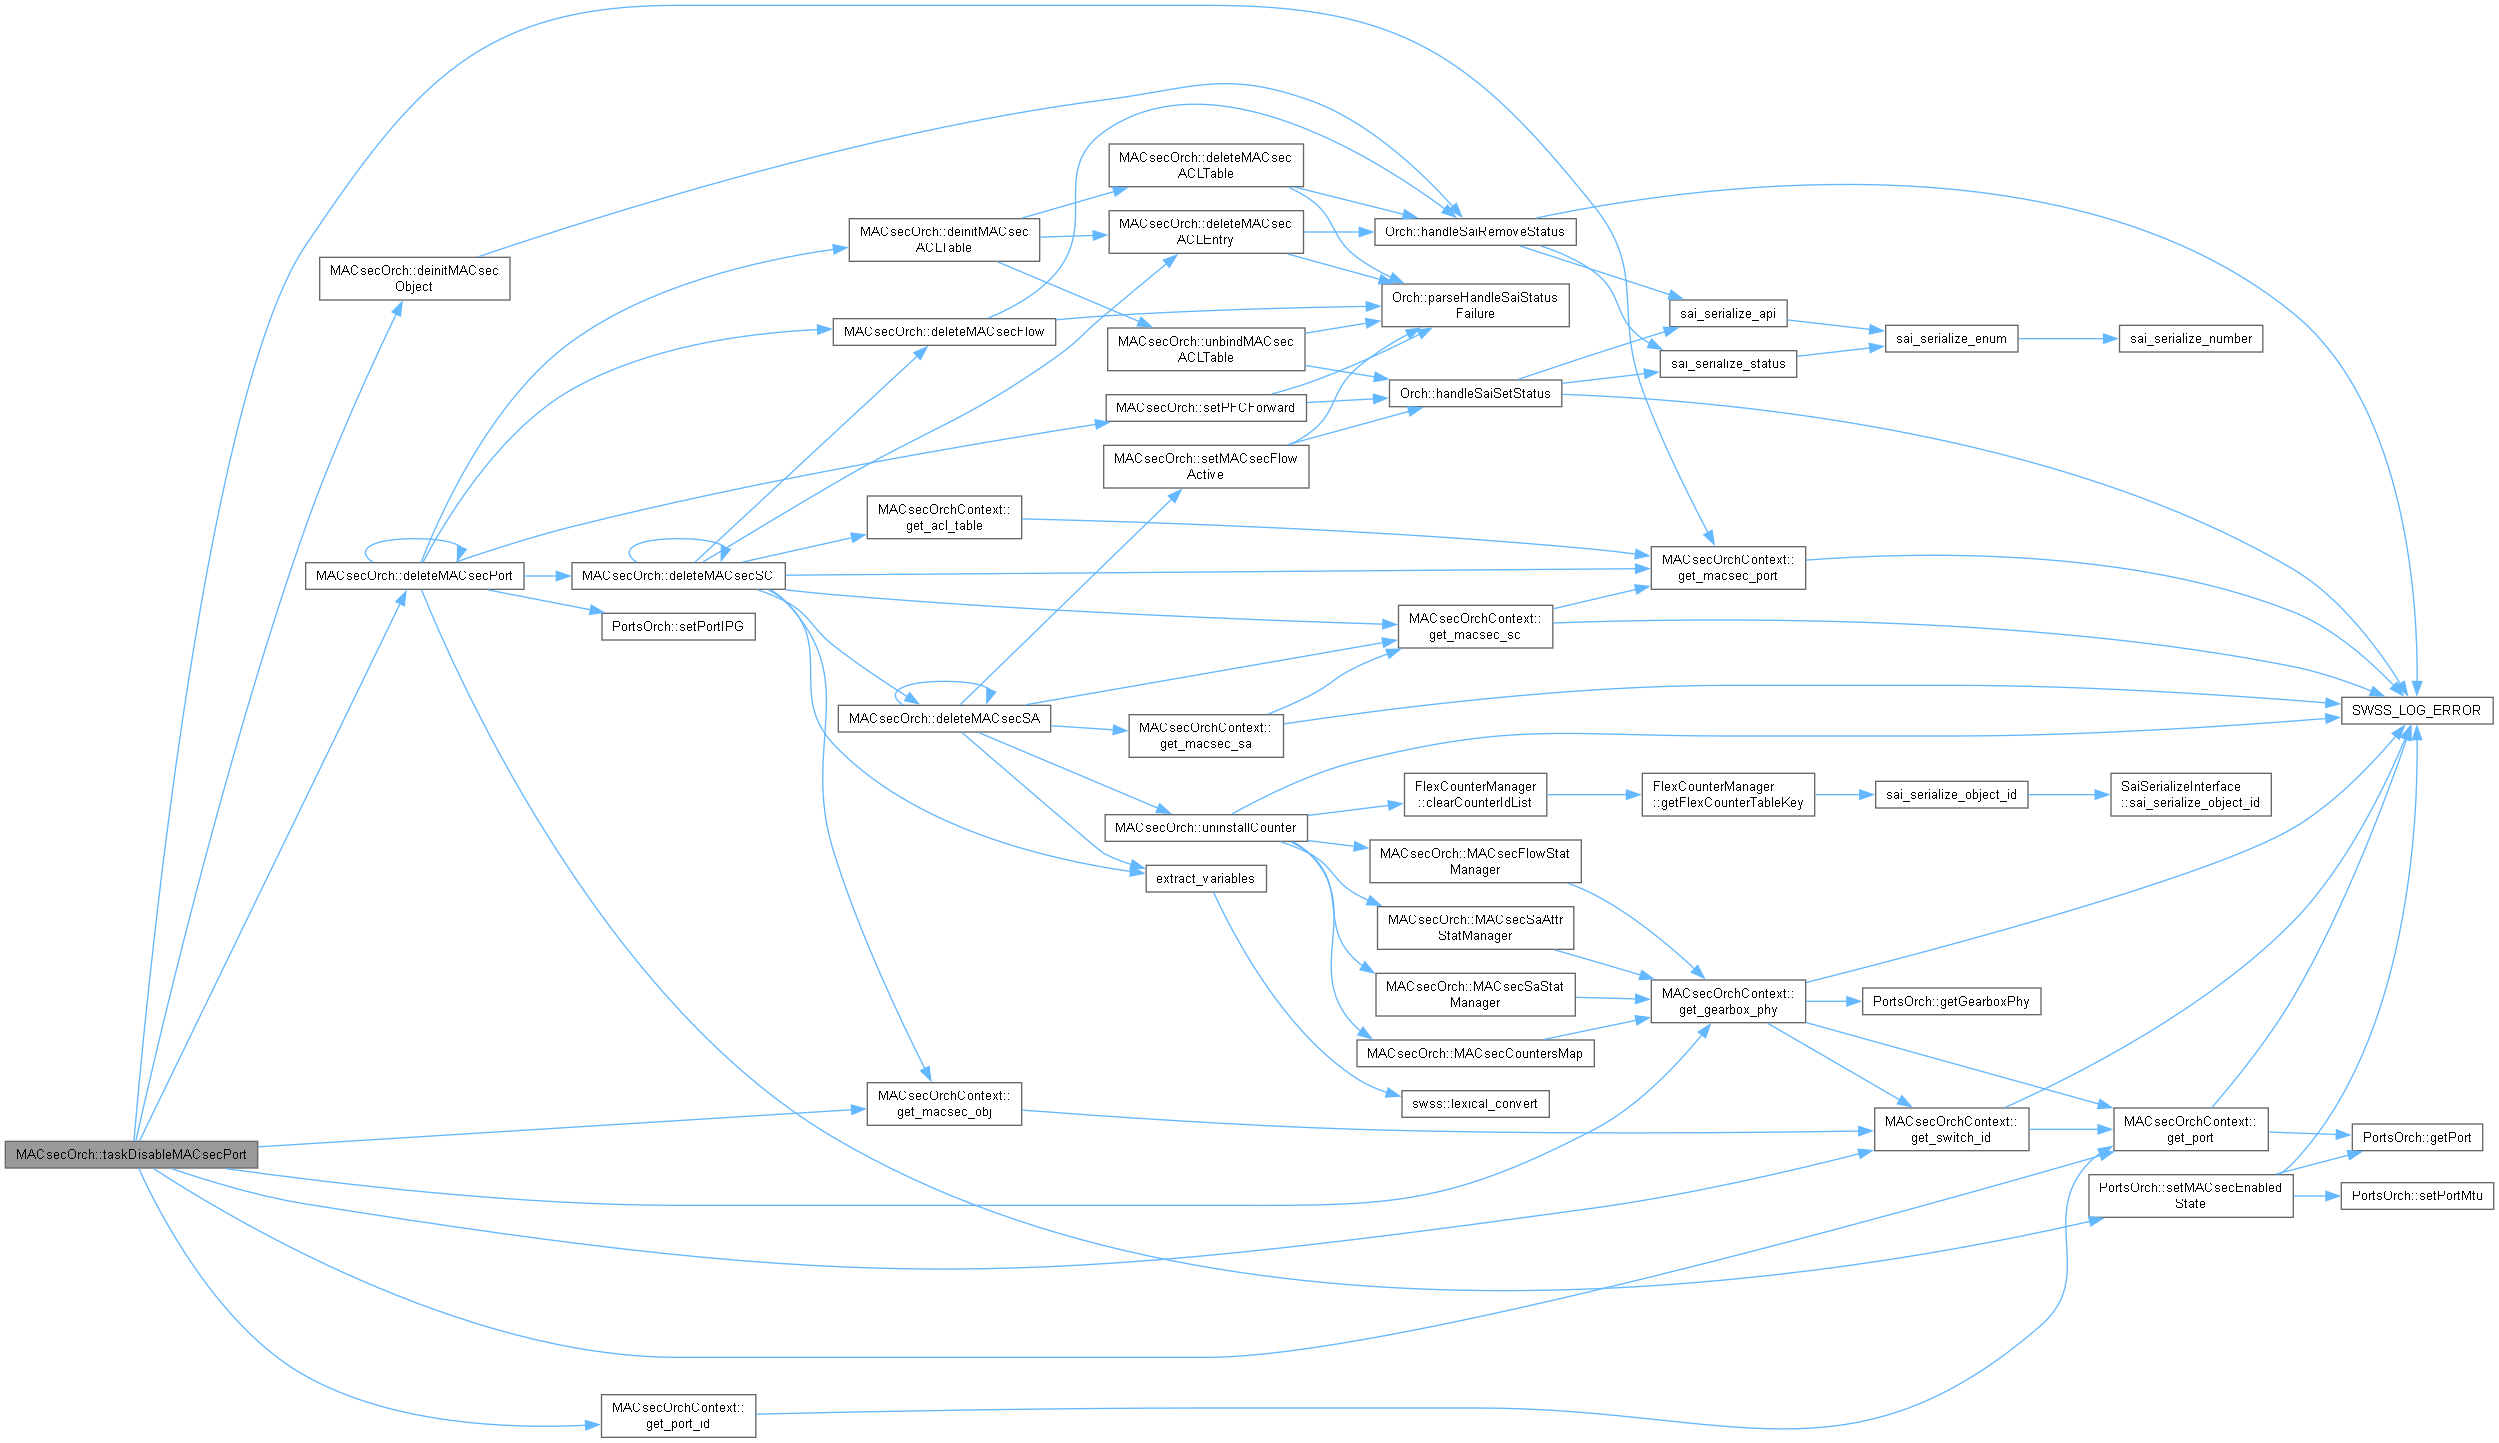 MACsecOrch::taskDisableMACsecPort
MACsecOrch::deinitMACsec
Object
MACsecOrch::deleteMACsecPort
MACsecOrch::deleteMACsecSC
PortsOrch::setPortIPG
MACsecOrchContext::
get_port_id
MACsecOrch::deinitMACsec
ACLTable
MACsecOrch::deleteMACsecFlow
MACsecOrchContext::
get_acl_table
MACsecOrch::deleteMACsecSA
MACsecOrchContext::
get_macsec_obj
MACsecOrch::deleteMACsec
ACLTable
MACsecOrch::deleteMACsec
ACLEntry
MACsecOrch::unbindMACsec
ACLTable
MACsecOrch::setPFCForward
MACsecOrch::setMACsecFlow
Active
MACsecOrchContext::
get_macsec_sa
MACsecOrch::uninstallCounter
extract_variables
Orch::handleSaiRemoveStatus
Orch::parseHandleSaiStatus
Failure
Orch::handleSaiSetStatus
MACsecOrchContext::
get_macsec_sc
FlexCounterManager
::clearCounterIdList
MACsecOrch::MACsecFlowStat
Manager
MACsecOrch::MACsecSaAttr
StatManager
MACsecOrch::MACsecSaStat
Manager
MACsecOrch::MACsecCountersMap
swss::lexical_convert
sai_serialize_api
sai_serialize_status
MACsecOrchContext::
get_macsec_port
FlexCounterManager
::getFlexCounterTableKey
MACsecOrchContext::
get_gearbox_phy
sai_serialize_enum
sai_serialize_object_id
PortsOrch::getGearboxPhy
MACsecOrchContext::
get_switch_id
sai_serialize_number
SaiSerializeInterface
::sai_serialize_object_id
MACsecOrchContext::
get_port
PortsOrch::setMACsecEnabled
State
SWSS_LOG_ERROR
PortsOrch::getPort
PortsOrch::setPortMtu